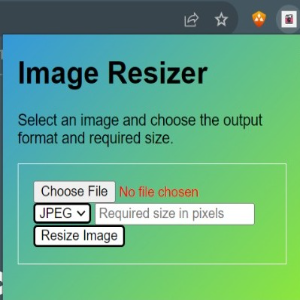 Image Resizer
Select an image and choose the output
format and required size.
Choose File No file chosen
JPEG Required size in pixels
Resize Image